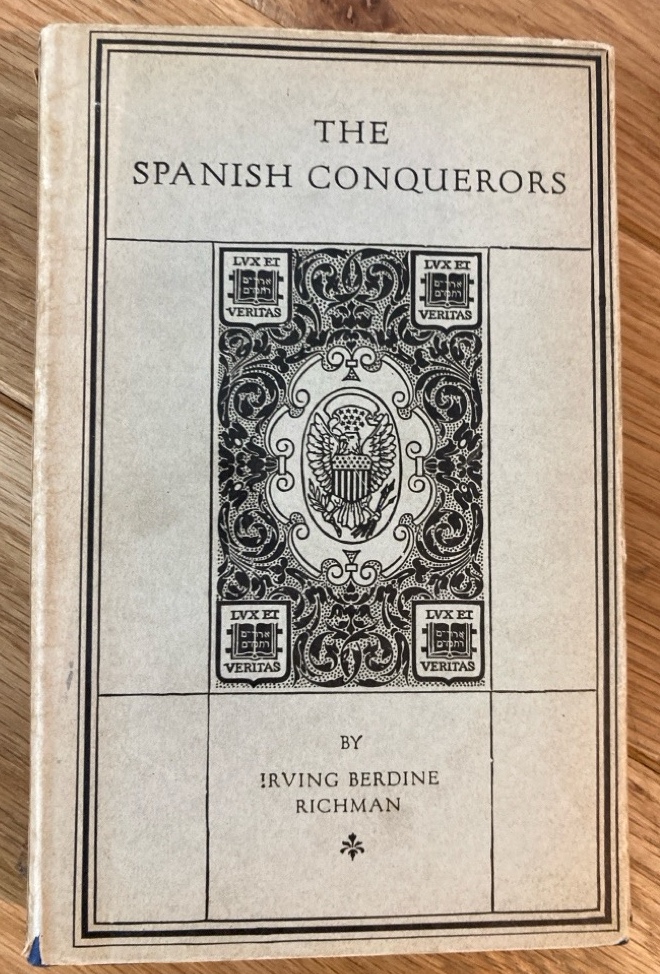 THE
SPANISH CONQUERORS
LVX ET
VERITAS
LVX ET
VERITAS
LVX ET
VERITAS
LVX ET
VERITAS
BY
IRVING BERDINE
RICHMAN